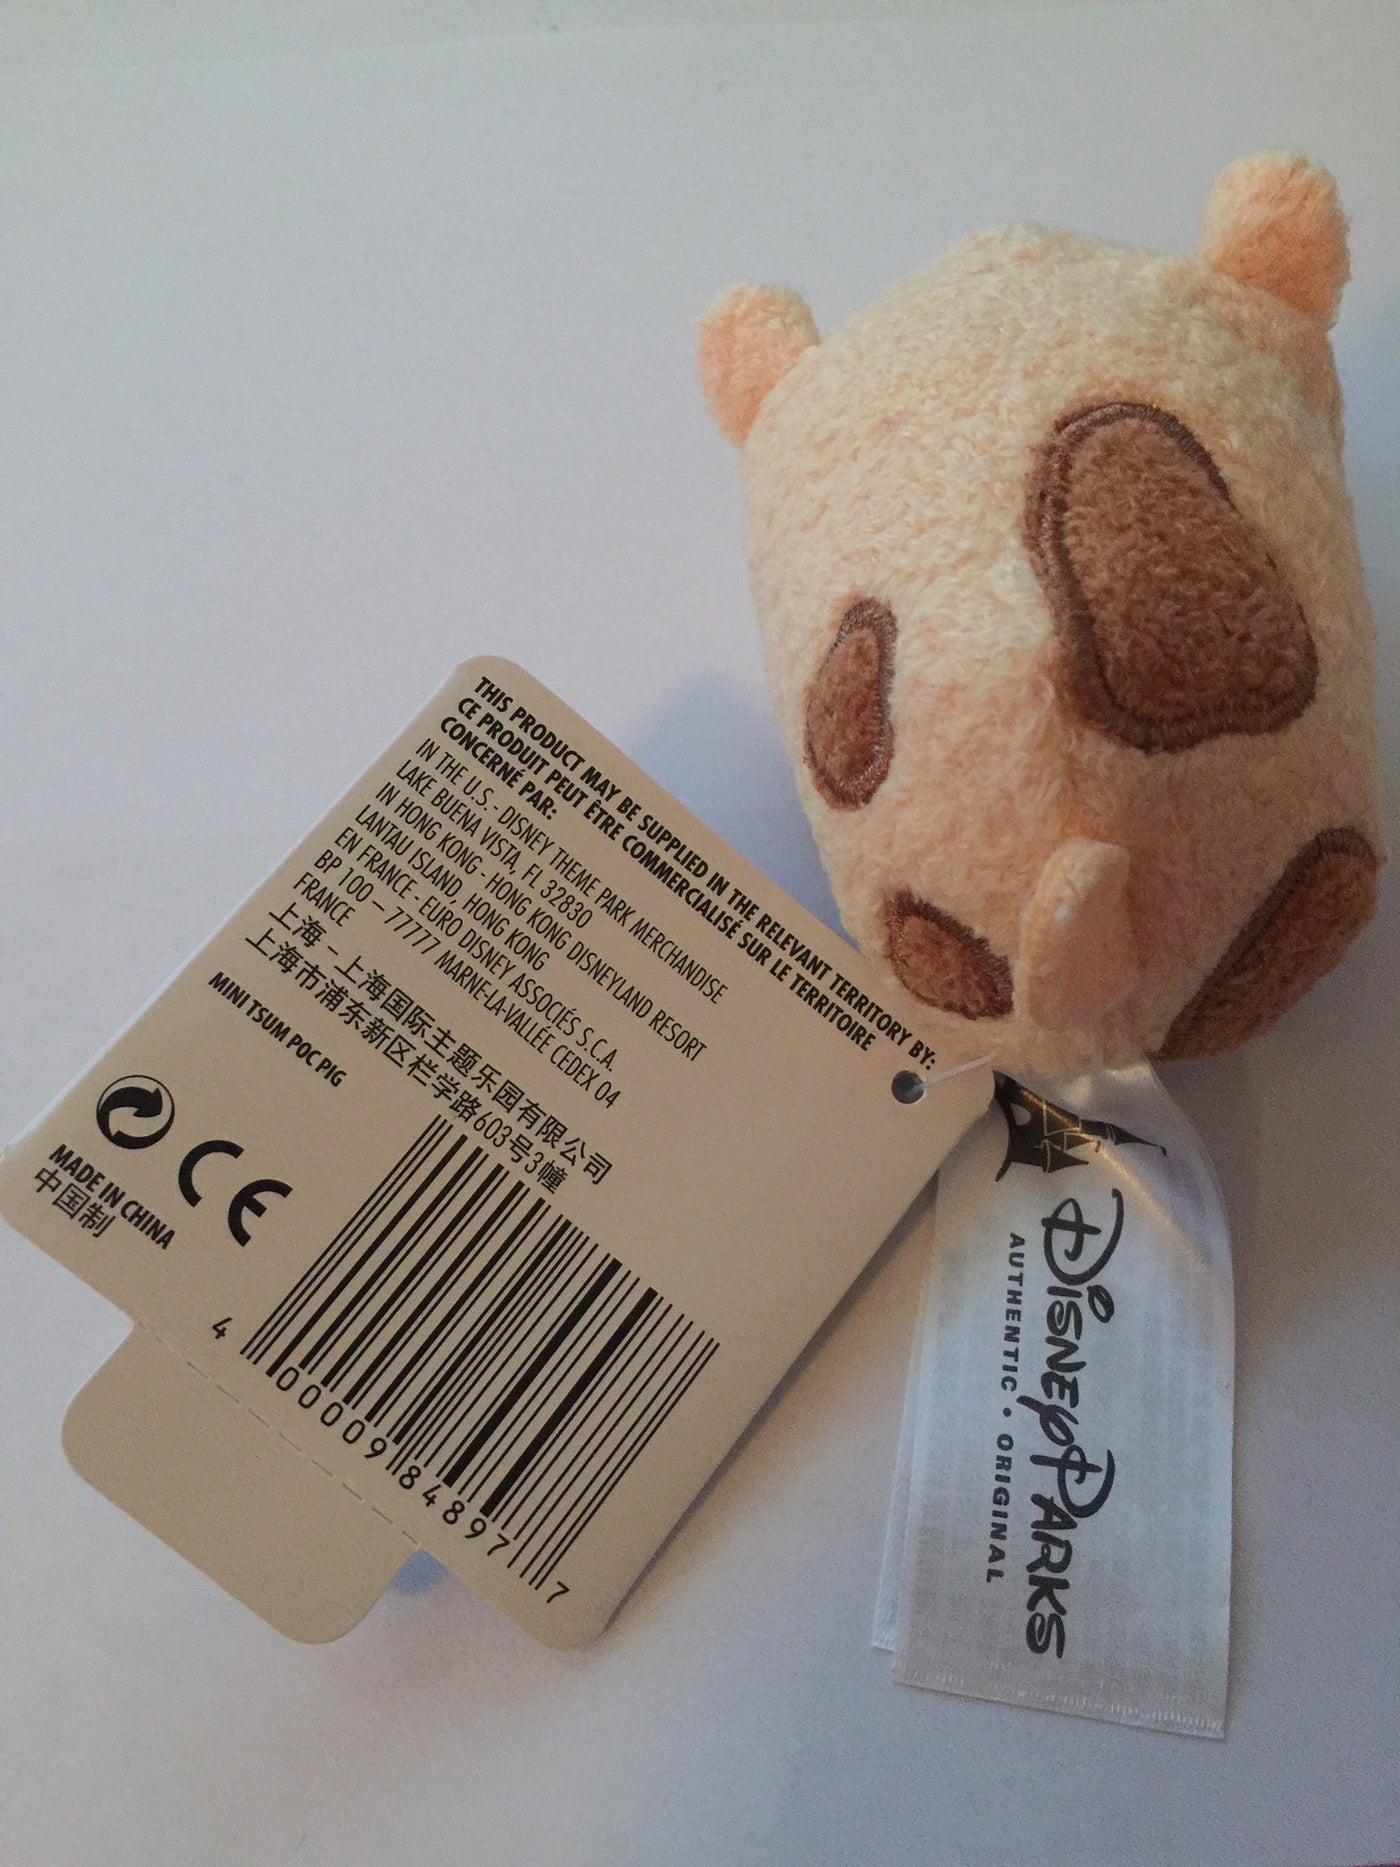 THIS PRODUCT MAY BE SUPPLIED IN THE RELEVANT TERRITORY BY:
CE PRODUIT PEUT ÊTRE COMMERCIALISÉ SUR LE TERRITOIRE
CONCERNÉ PAR:
IN THE U.S. - DISNEY THEME PARK MERCHANDISE
LAKE BUENA VISTA, FL 32830
IN HONG KONG - HONG KONG DISNEYLAND RESORT
LANTAU ISLAND, HONG KONG
EN FRANCE - EURO DISNEY ASSOCIÉS S.C.A.
BP 100 – 77777 MARNE-LA-VALLÉE CEDEX 04
FRANCE
上海 – 上海国际主题乐园有限公司
上海市浦东新区栏学路603号3幢
MINI TSUM POC PIG
CE
MADE IN CHINA
中国制
4 000098 48977
DISNEY PARKS
AUTHENTIC • ORIGINAL